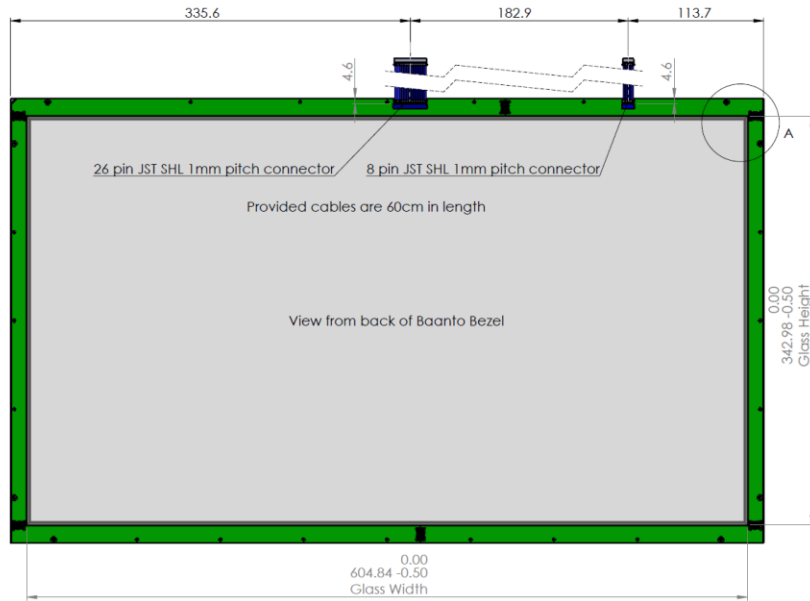 335.6
182.9
113.7
4.6
4.6
A
26 pin JST SHL 1mm pitch connector
8 pin JST SHL 1mm pitch connector
Provided cables are 60cm in length
View from back of Baanto Bezel
0.00
342.98 -0.50
Glass Height
0.00
604.84 -0.50
Glass Width